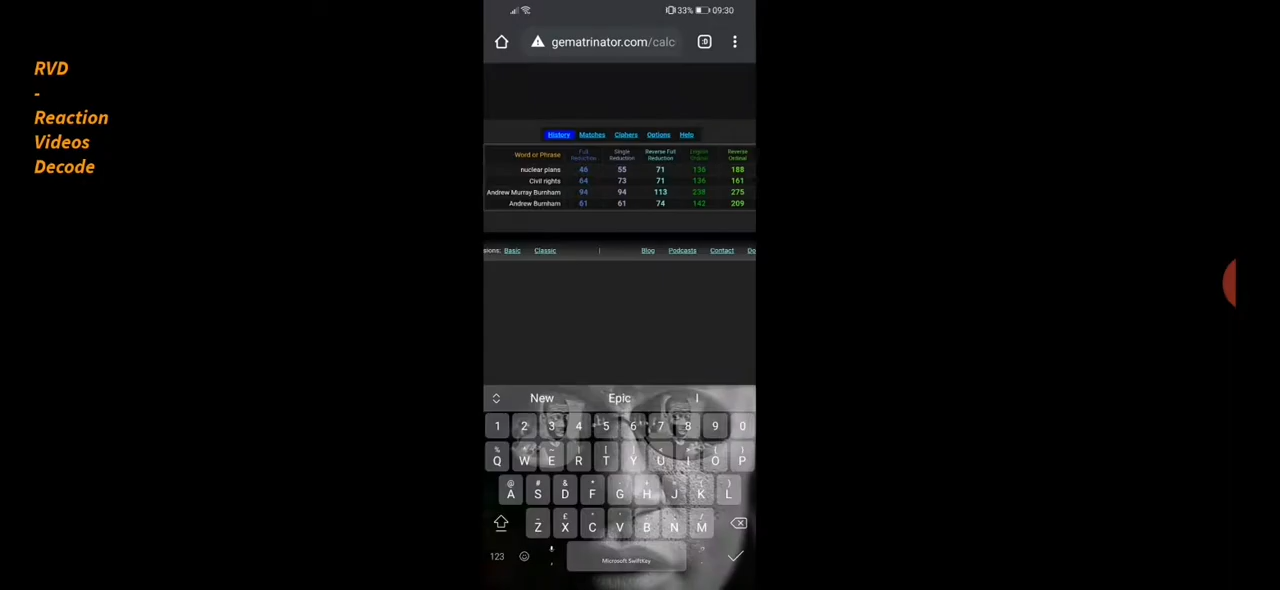 RVD
-
Reaction
Videos
Decode
33% 09:30
gematrinator.com/calc
:D
History Matches Ciphers Options Help
Word or Phrase Full Reduction Single Reduction Reverse Full Reduction English Reverse Ordinal
nuclear plans 46 55 71 136 188
Civil rights 64 73 71 136 161
Andrew Murray Burnham 94 94 113 238 275
Andrew Burnham 61 61 74 142 209
sions: Basic Classic | Blog Podcasts Contact Do
New Epic I
1 2 3 4 5 6 7 8 9 0
Q W E R T Y U I O P
A S D F G H J K L
Z X C V B N M
123 Microsoft SwiftKey